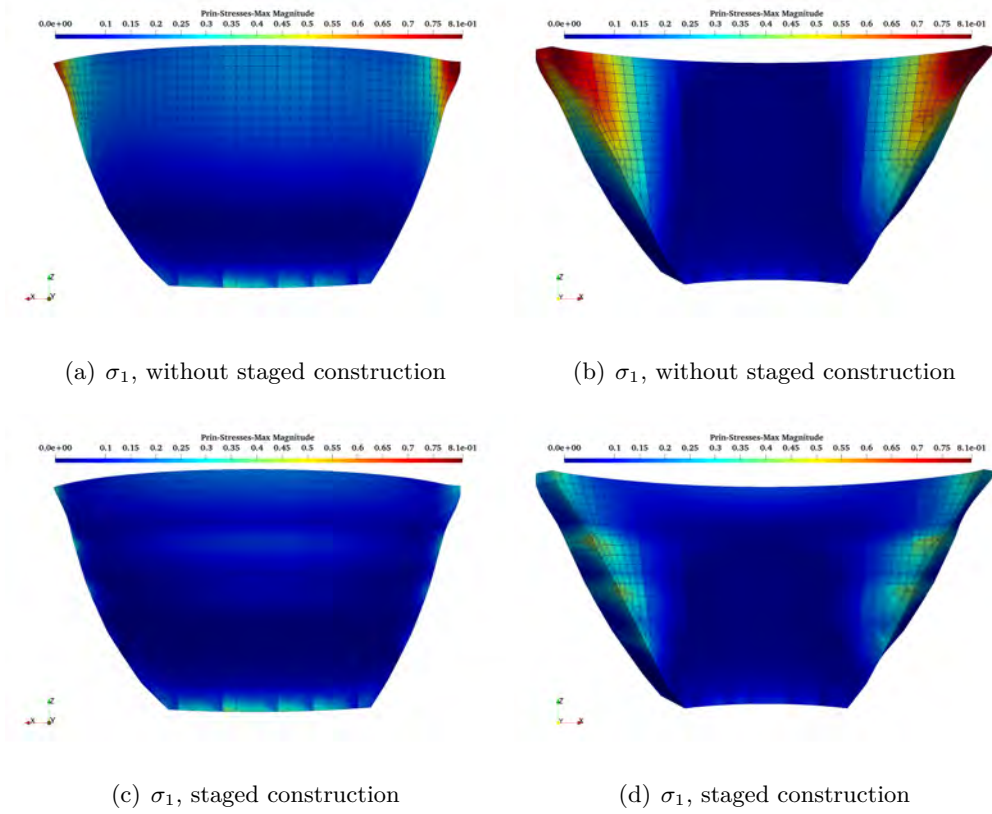 Prin-Stresses-Max Magnitude
0.0e+00 0.1 0.15 0.2 0.25 0.3 0.35 0.4 0.45 0.5 0.55 0.6 0.65 0.7 0.75 8.1e-01
Prin-Stresses-Max Magnitude
0.0e+00 0.1 0.15 0.2 0.25 0.3 0.35 0.4 0.45 0.5 0.55 0.6 0.65 0.7 0.75 8.1e-01
Z
X Y
Z
Y X
(a) σ₁, without staged construction
(b) σ₁, without staged construction
Prin-Stresses-Max Magnitude
0.0e+00 0.1 0.15 0.2 0.25 0.3 0.35 0.4 0.45 0.5 0.55 0.6 0.65 0.7 0.75 8.1e-01
Prin-Stresses-Max Magnitude
0.0e+00 0.1 0.15 0.2 0.25 0.3 0.35 0.4 0.45 0.5 0.55 0.6 0.65 0.7 0.75 8.1e-01
Z
X Y
Z
Y X
(c) σ₁, staged construction
(d) σ₁, staged construction